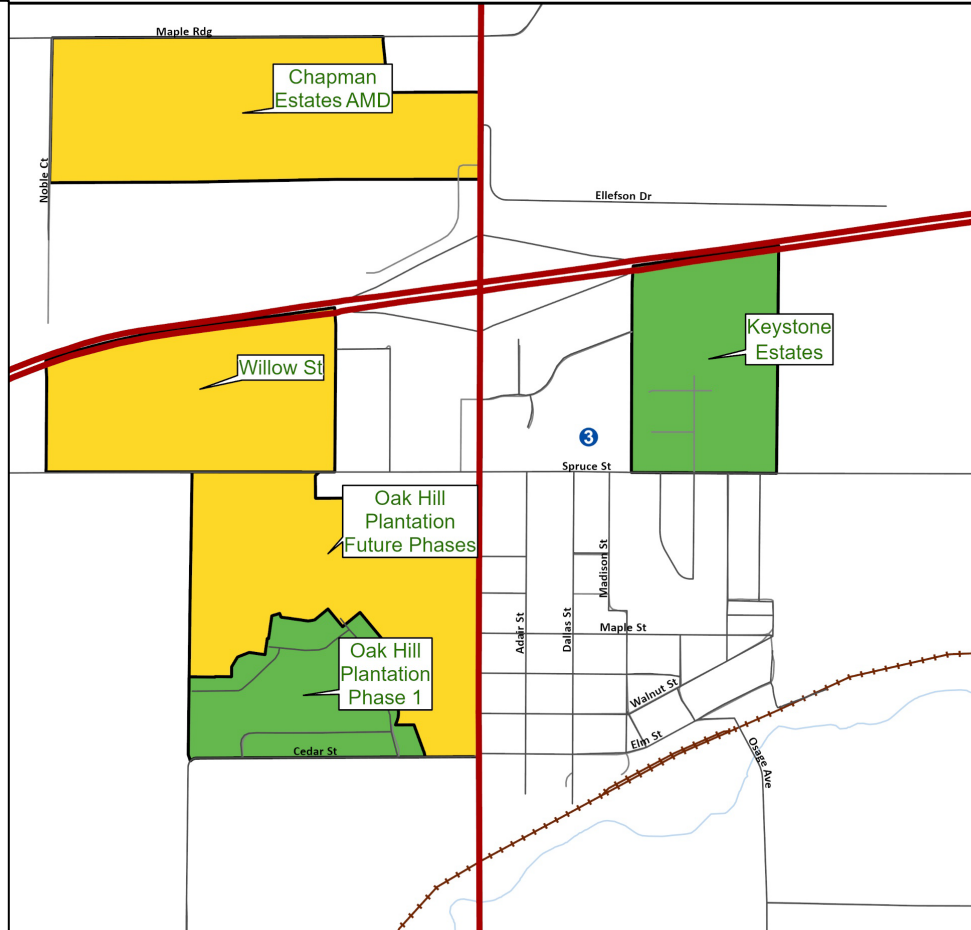 Maple Rdg
Chapman
Estates AMD
Noble Ct
Ellefson Dr
Keystone
Estates
Willow St
3
Spruce St
Oak Hill
Plantation
Future Phases
Madison St
Adair St
Dallas St
Maple St
Oak Hill
Plantation
Phase 1
Walnut St
Elm St
Cedar St
Osage Ave